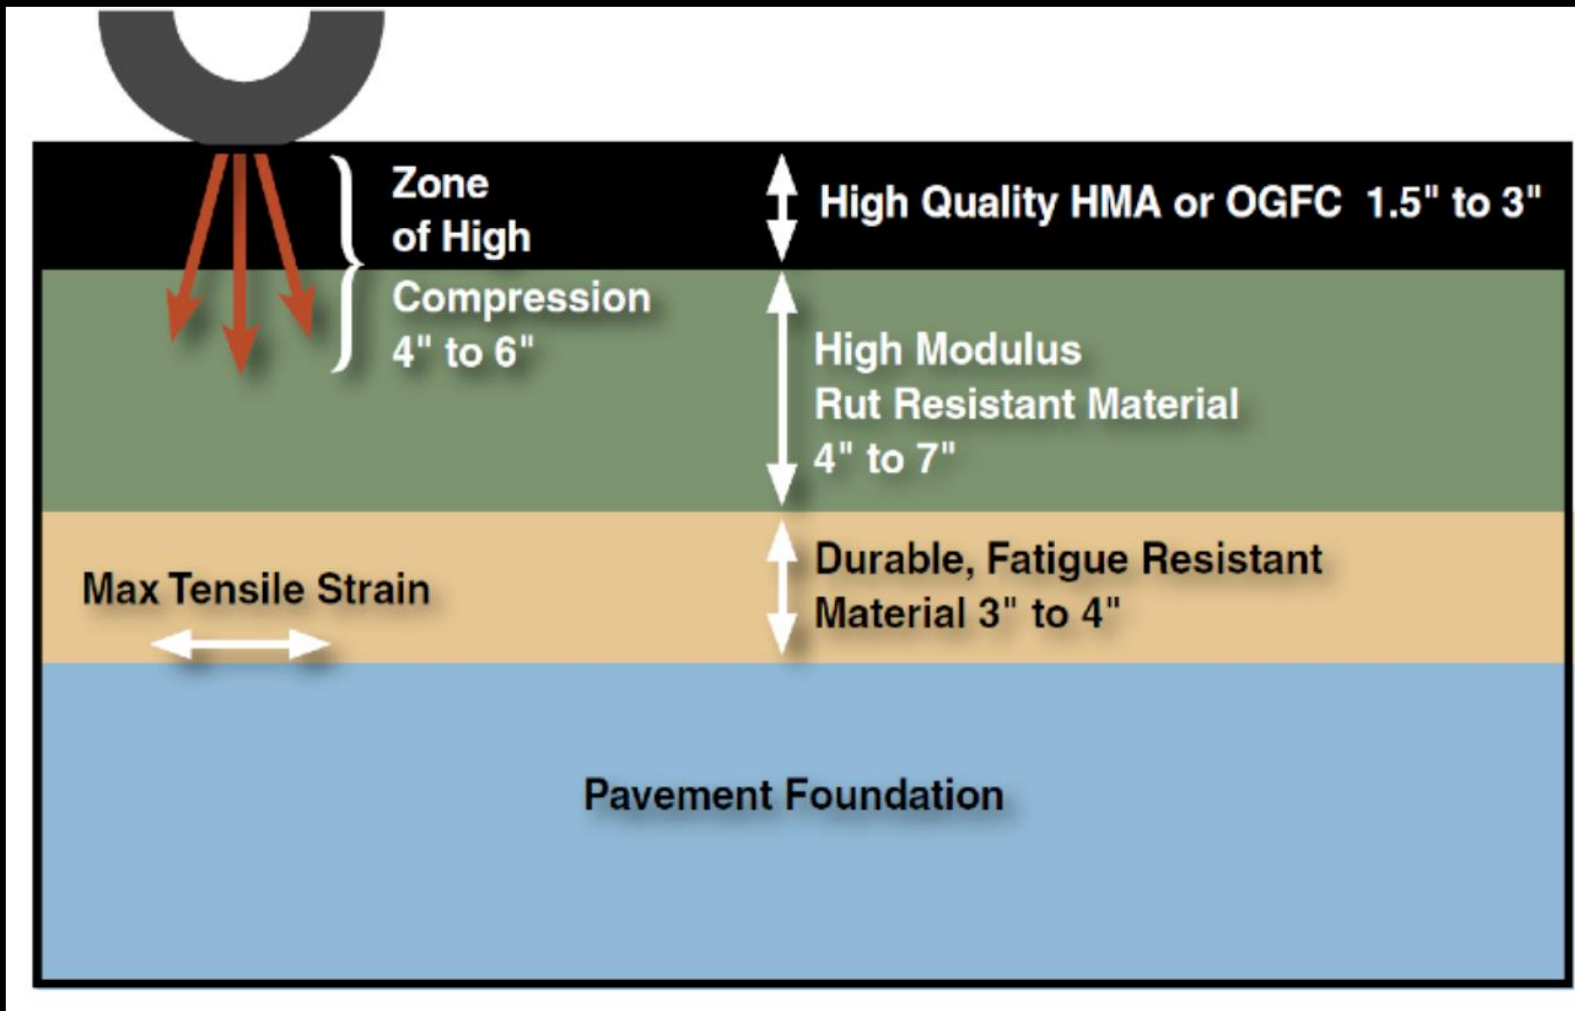 Zone
of High
Compression
4" to 6"
High Quality HMA or OGFC 1.5" to 3"
High Modulus
Rut Resistant Material
4" to 7"
Max Tensile Strain
Durable, Fatigue Resistant
Material 3" to 4"
Pavement Foundation